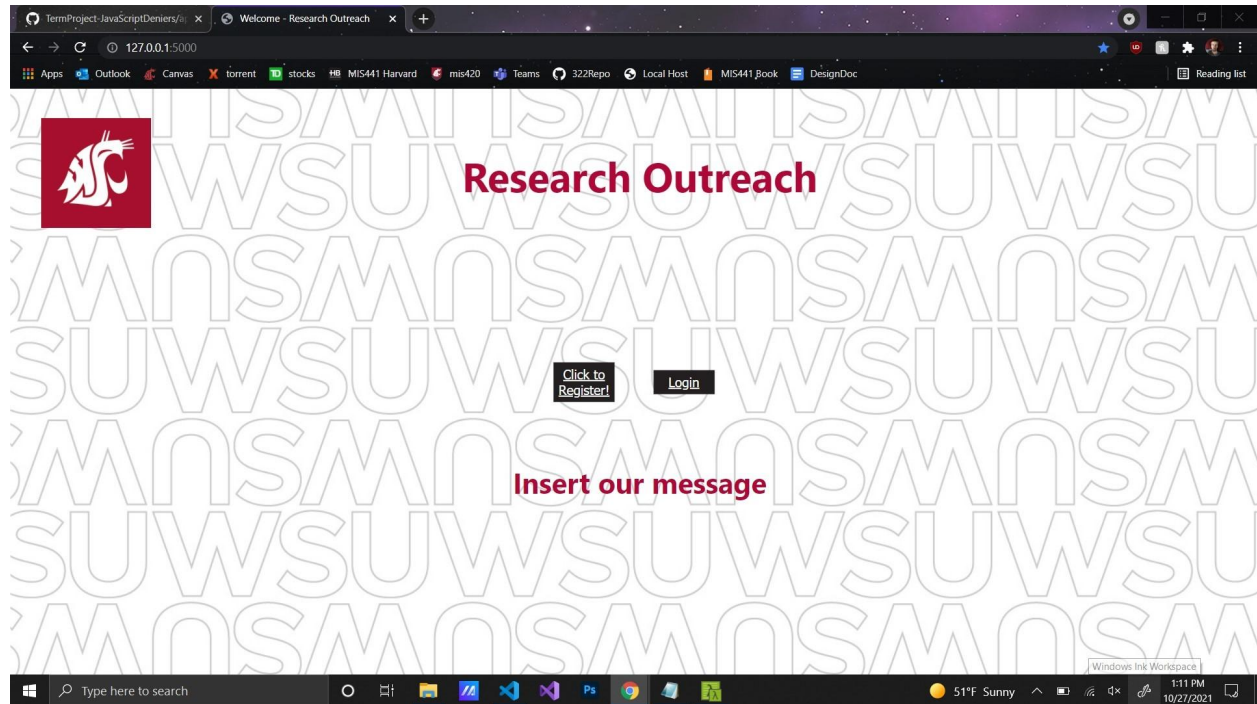 TermProject-JavaScriptDeniers/ap
Welcome - Research Outreach
127.0.0.1:5000
Apps Outlook Canvas torrent stocks MIS441 Harvard mis420 Teams 322Repo Local Host MIS441 Book DesignDoc Reading list
Research Outreach
Click to
Register!
Login
Insert our message
Windows Ink Workspace
Type here to search
51°F Sunny
1:11 PM
10/27/2021